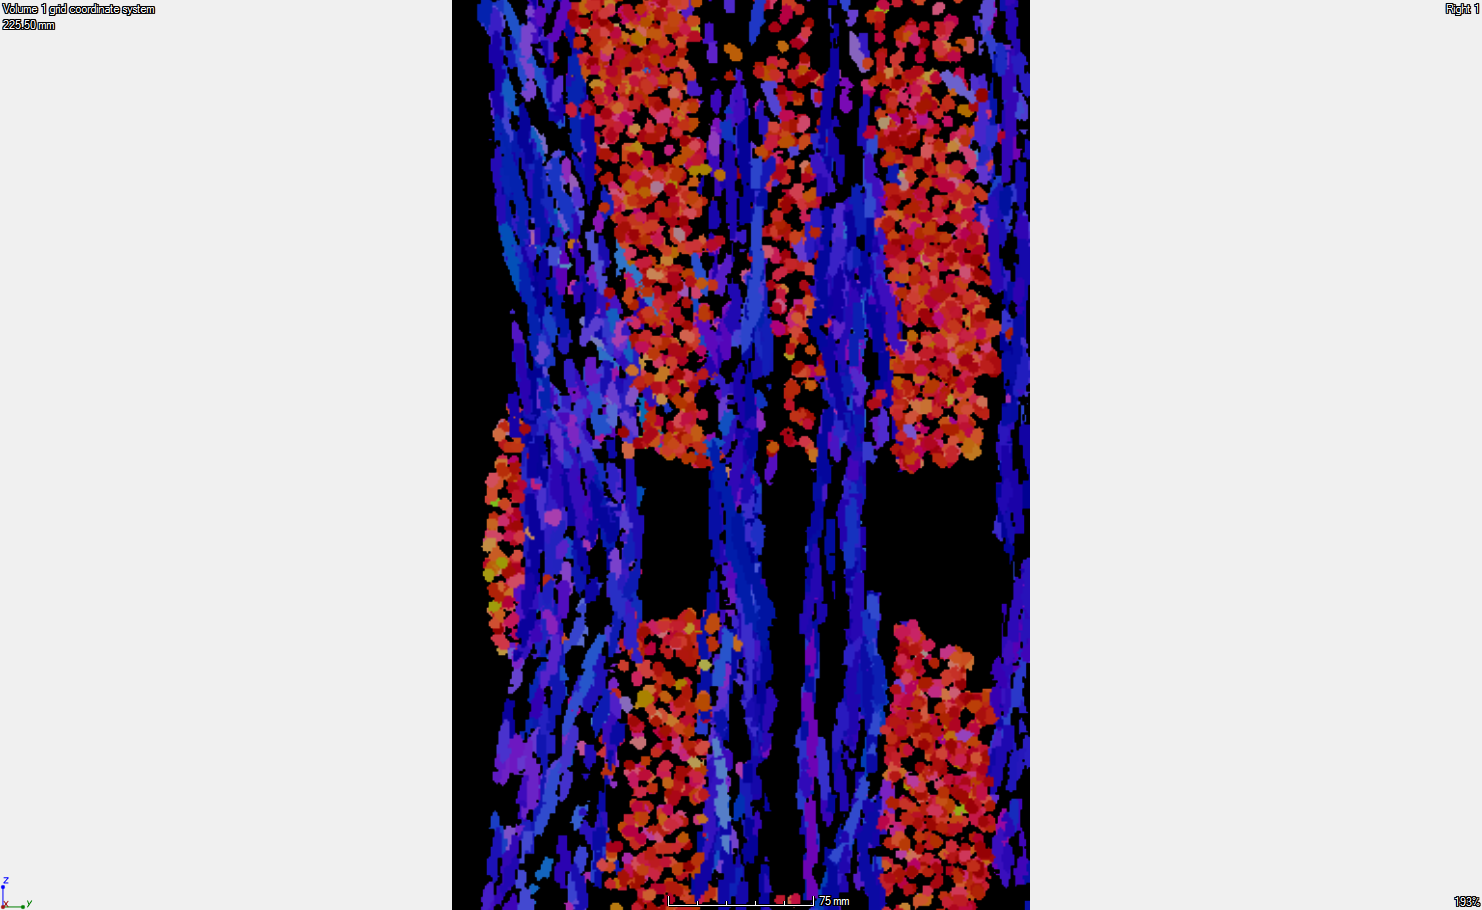 Volume 1 grid coordinate system
Right 1
225.50 mm
z
x
y
75 mm
193%